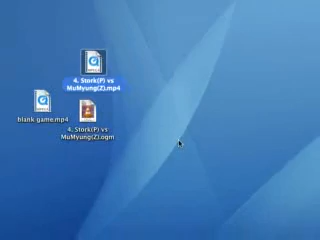 4. Stork(P) vs
MuMyung(Z).mp4
blank game.mp4
4. Stork(P) vs
MuMyung(Z).ogm